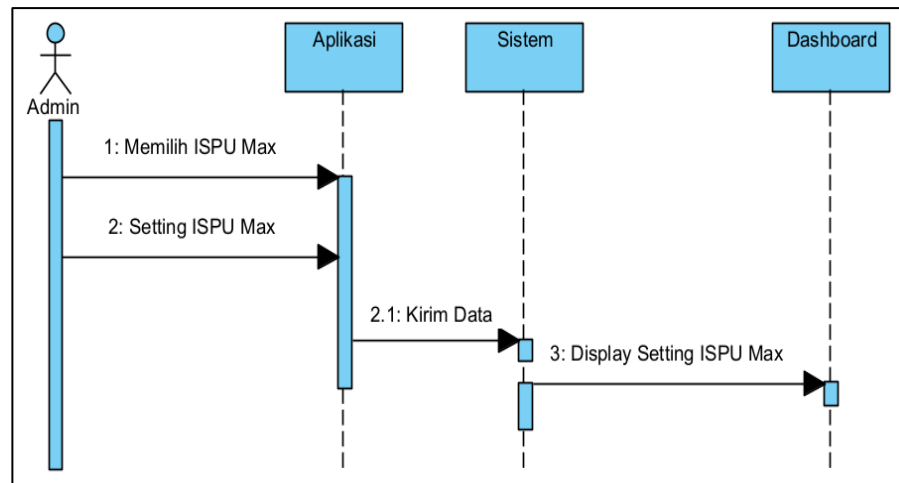 Aplikasi
Sistem
Dashboard
Admin
1: Memilih ISPU Max
2: Setting ISPU Max
2.1: Kirim Data
3: Display Setting ISPU Max